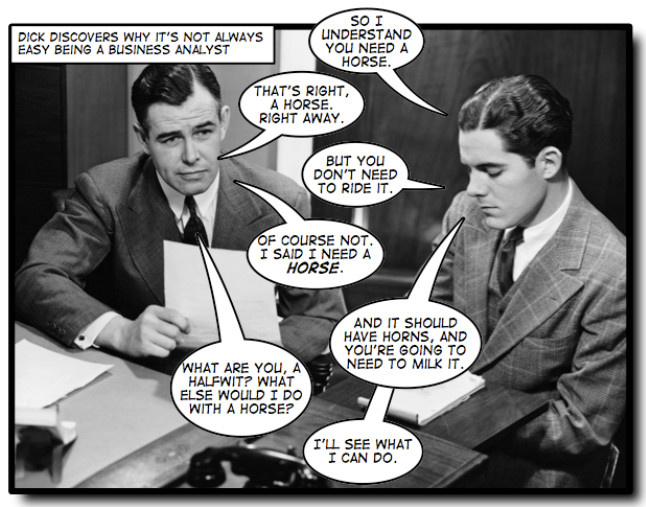 DICK DISCOVERS WHY IT'S NOT ALWAYS
EASY BEING A BUSINESS ANALYST
SO I
UNDERSTAND
YOU NEED A
HORSE.
THAT'S RIGHT,
A HORSE.
RIGHT AWAY.
BUT YOU
DON'T NEED
TO RIDE IT.
OF COURSE NOT.
I SAID I NEED A
HORSE.
AND IT SHOULD
HAVE HORNS, AND
YOU'RE GOING TO
NEED TO MILK IT.
WHAT ARE YOU, A
HALFWIT? WHAT
ELSE WOULD I DO
WITH A HORSE?
I'LL SEE WHAT
I CAN DO.